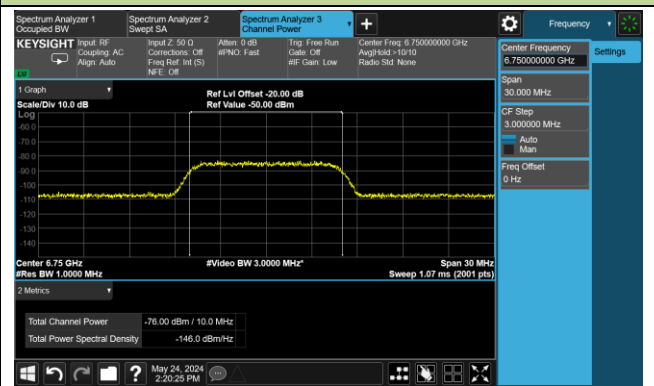 Spectrum Analyzer 1
Occupied BW
Spectrum Analyzer 2
Swept SA
Spectrum Analyzer 3
Channel Power
Frequency
KEYSIGHT
Input: RF
Coupling: AC
Align: Auto
Input Z: 50 Ω
Corrections: Off
Freq Ref: Int (S)
NFE: Off
Atten: 0 dB
#PNO: Fast
Trig: Free Run
Gate: Off
#IF Gain: Low
Center Freq: 6.750000000 GHz
Avg|Hold:>10/10
Radio Std: None
Center Frequency
6.750000000 GHz
Settings
Span
30.000 MHz
CF Step
3.000000 MHz
Auto
Man
Freq Offset
0 Hz
1 Graph
Scale/Div 10.0 dB
Ref Lvl Offset -20.00 dB
Ref Value -50.00 dBm
Log
-60.0
-70.0
-80.0
-90.0
-100
-110
-120
-130
-140
Center 6.75 GHz
#Video BW 3.0000 MHz*
Span 30 MHz
#Res BW 1.0000 MHz
Sweep 1.07 ms (2001 pts)
2 Metrics
Total Channel Power
-76.00 dBm / 10.0 MHz
Total Power Spectral Density
-146.0 dBm/Hz
?
May 24, 2024
2:20:25 PM